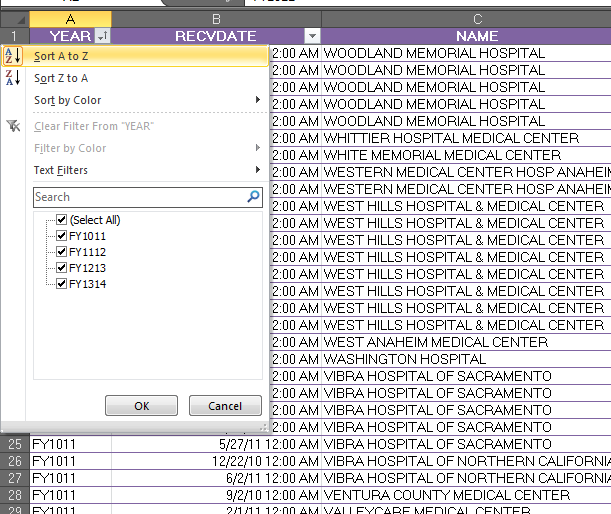 A B C
1 YEAR RECVDATE NAME
Sort A to Z
Sort Z to A
Sort by Color
Clear Filter From "YEAR"
Filter by Color
Text Filters
Search
(Select All)
FY1011
FY1112
FY1213
FY1314
OK Cancel
2:00 AM WOODLAND MEMORIAL HOSPITAL
2:00 AM WOODLAND MEMORIAL HOSPITAL
2:00 AM WOODLAND MEMORIAL HOSPITAL
2:00 AM WOODLAND MEMORIAL HOSPITAL
2:00 AM WOODLAND MEMORIAL HOSPITAL
2:00 AM WHITTIER HOSPITAL MEDICAL CENTER
2:00 AM WHITE MEMORIAL MEDICAL CENTER
2:00 AM WESTERN MEDICAL CENTER HOSP ANAHEIM
2:00 AM WESTERN MEDICAL CENTER HOSP ANAHEIM
2:00 AM WEST HILLS HOSPITAL & MEDICAL CENTER
2:00 AM WEST HILLS HOSPITAL & MEDICAL CENTER
2:00 AM WEST HILLS HOSPITAL & MEDICAL CENTER
2:00 AM WEST HILLS HOSPITAL & MEDICAL CENTER
2:00 AM WEST HILLS HOSPITAL & MEDICAL CENTER
2:00 AM WEST HILLS HOSPITAL & MEDICAL CENTER
2:00 AM WEST HILLS HOSPITAL & MEDICAL CENTER
2:00 AM WEST HILLS HOSPITAL & MEDICAL CENTER
2:00 AM WEST ANAHEIM MEDICAL CENTER
2:00 AM WASHINGTON HOSPITAL
2:00 AM VIBRA HOSPITAL OF SACRAMENTO
2:00 AM VIBRA HOSPITAL OF SACRAMENTO
2:00 AM VIBRA HOSPITAL OF SACRAMENTO
2:00 AM VIBRA HOSPITAL OF SACRAMENTO
25 FY1011 5/27/11 12:00 AM VIBRA HOSPITAL OF SACRAMENTO
26 FY1011 12/22/10 12:00 AM VIBRA HOSPITAL OF NORTHERN CALIFORNIA
27 FY1011 6/2/11 12:00 AM VIBRA HOSPITAL OF NORTHERN CALIFORNIA
28 FY1011 9/2/10 12:00 AM VENTURA COUNTY MEDICAL CENTER
29 FY1011 2/1/11 12:00 AM VALLEYCARE MEDICAL CENTER